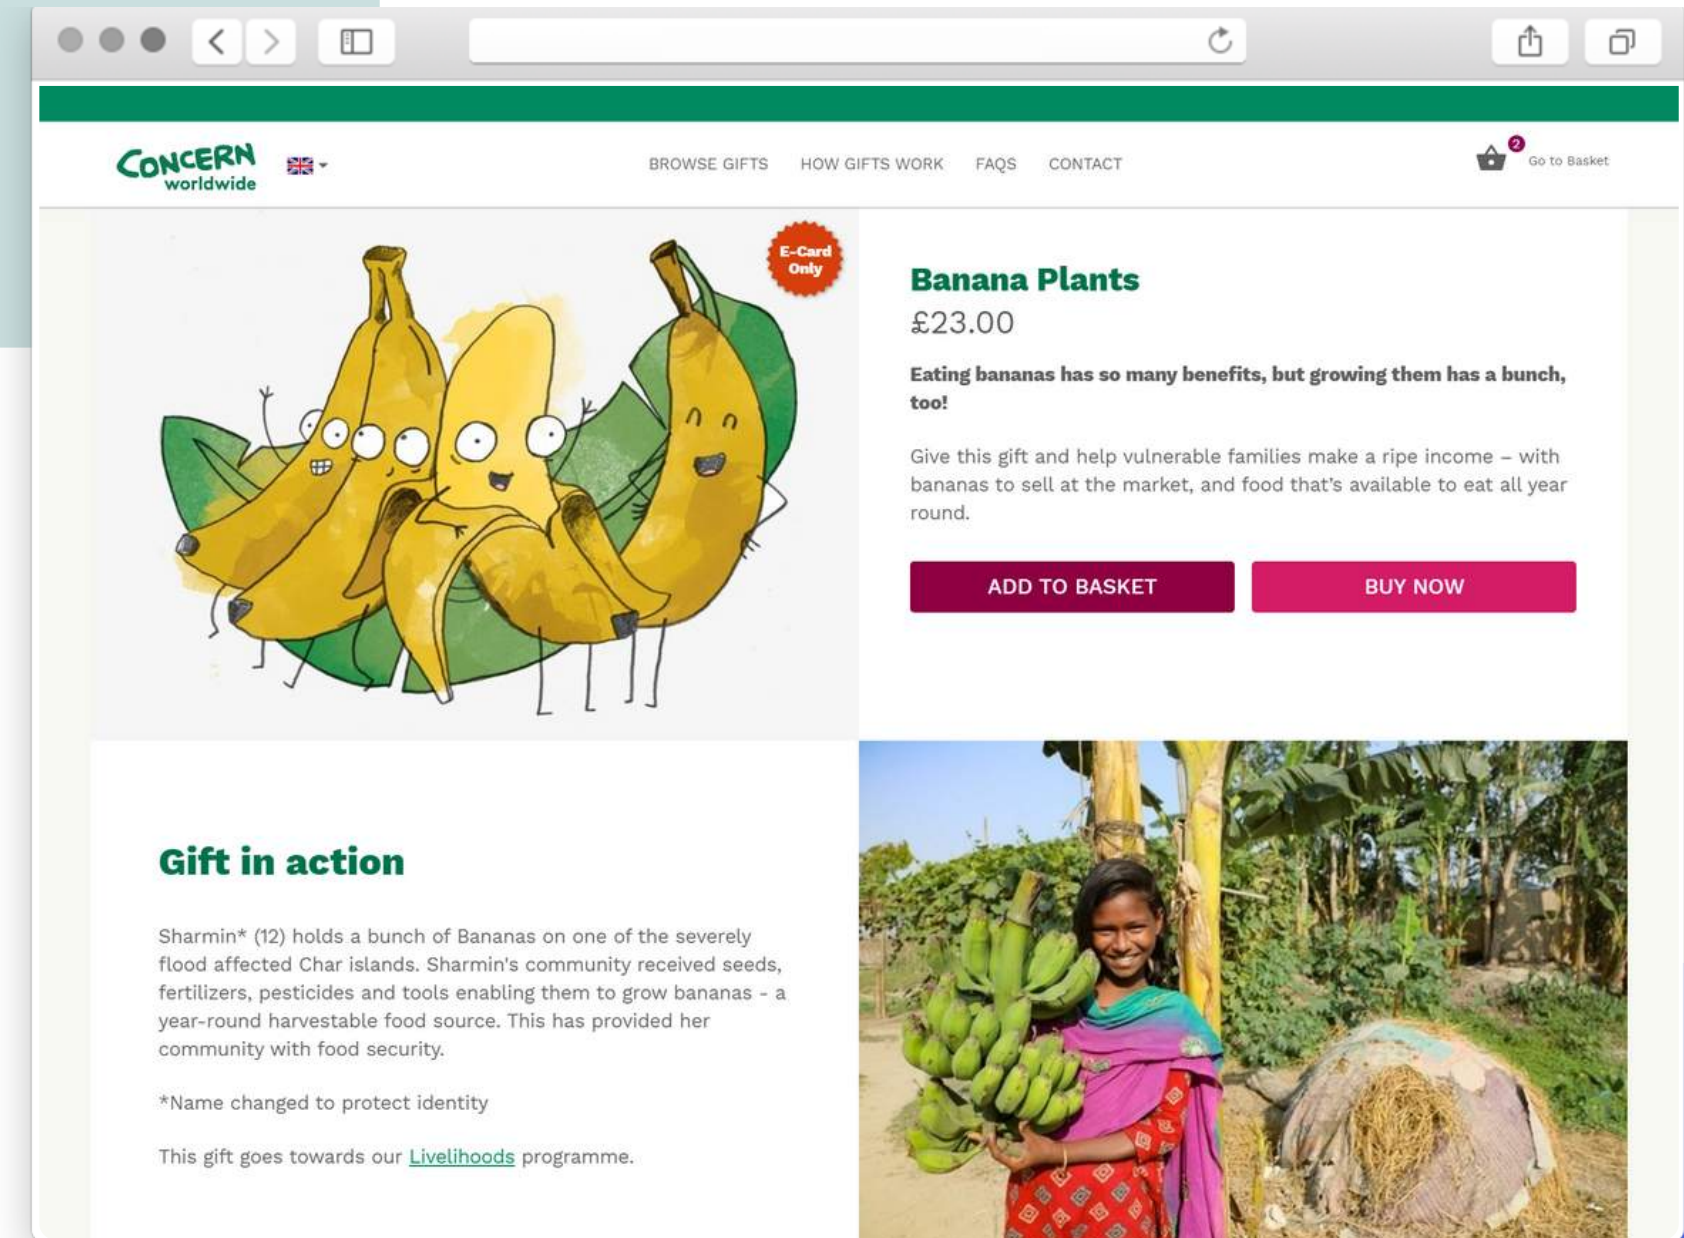 CONCERN
worldwide
BROWSE GIFTS HOW GIFTS WORK FAQS CONTACT
2
Go to Basket
E-Card
Only
Banana Plants
£23.00
Eating bananas has so many benefits, but growing them has a bunch,
too!
Give this gift and help vulnerable families make a ripe income – with
bananas to sell at the market, and food that's available to eat all year
round.
ADD TO BASKET BUY NOW
Gift in action
Sharmin* (12) holds a bunch of Bananas on one of the severely
flood affected Char islands. Sharmin's community received seeds,
fertilizers, pesticides and tools enabling them to grow bananas - a
year-round harvestable food source. This has provided her
community with food security.
*Name changed to protect identity
This gift goes towards our Livelihoods programme.